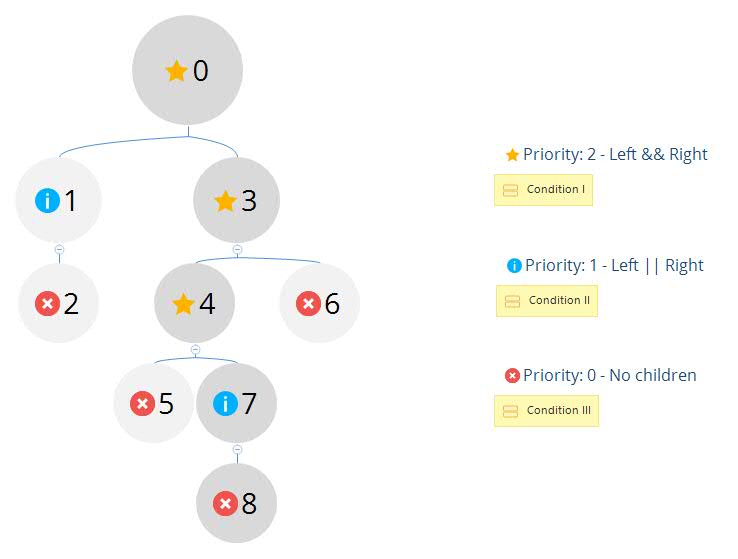 0
Priority: 2 - Left && Right
1
3
Condition I
Priority: 1 - Left || Right
2
4
6
Condition II
Priority: 0 - No children
5
7
Condition III
8